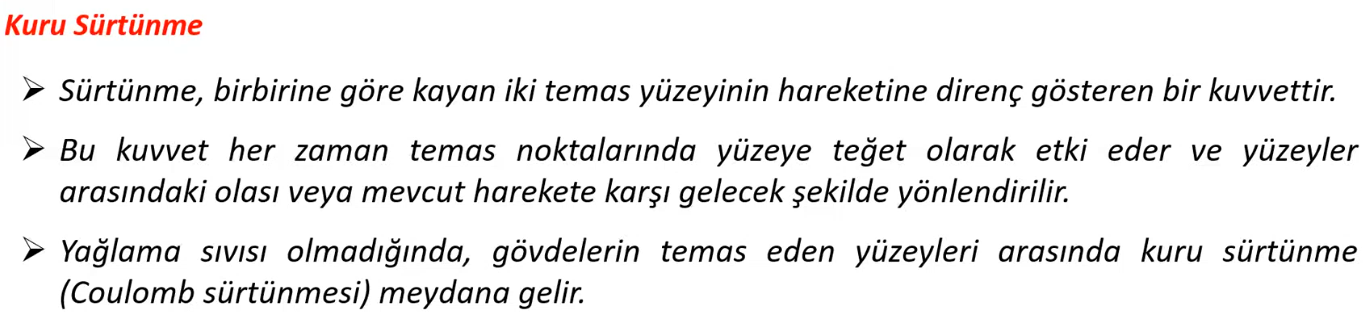 Kuru Sürtünme
➢ Sürtünme, birbirine göre kayan iki temas yüzeyinin hareketine direnç gösteren bir kuvvettir.
➢ Bu kuvvet her zaman temas noktalarında yüzeye teğet olarak etki eder ve yüzeyler
arasındaki olası veya mevcut harekete karşı gelecek şekilde yönlendirilir.
➢ Yağlama sıvısı olmadığında, gövdelerin temas eden yüzeyleri arasında kuru sürtünme
(Coulomb sürtünmesi) meydana gelir.